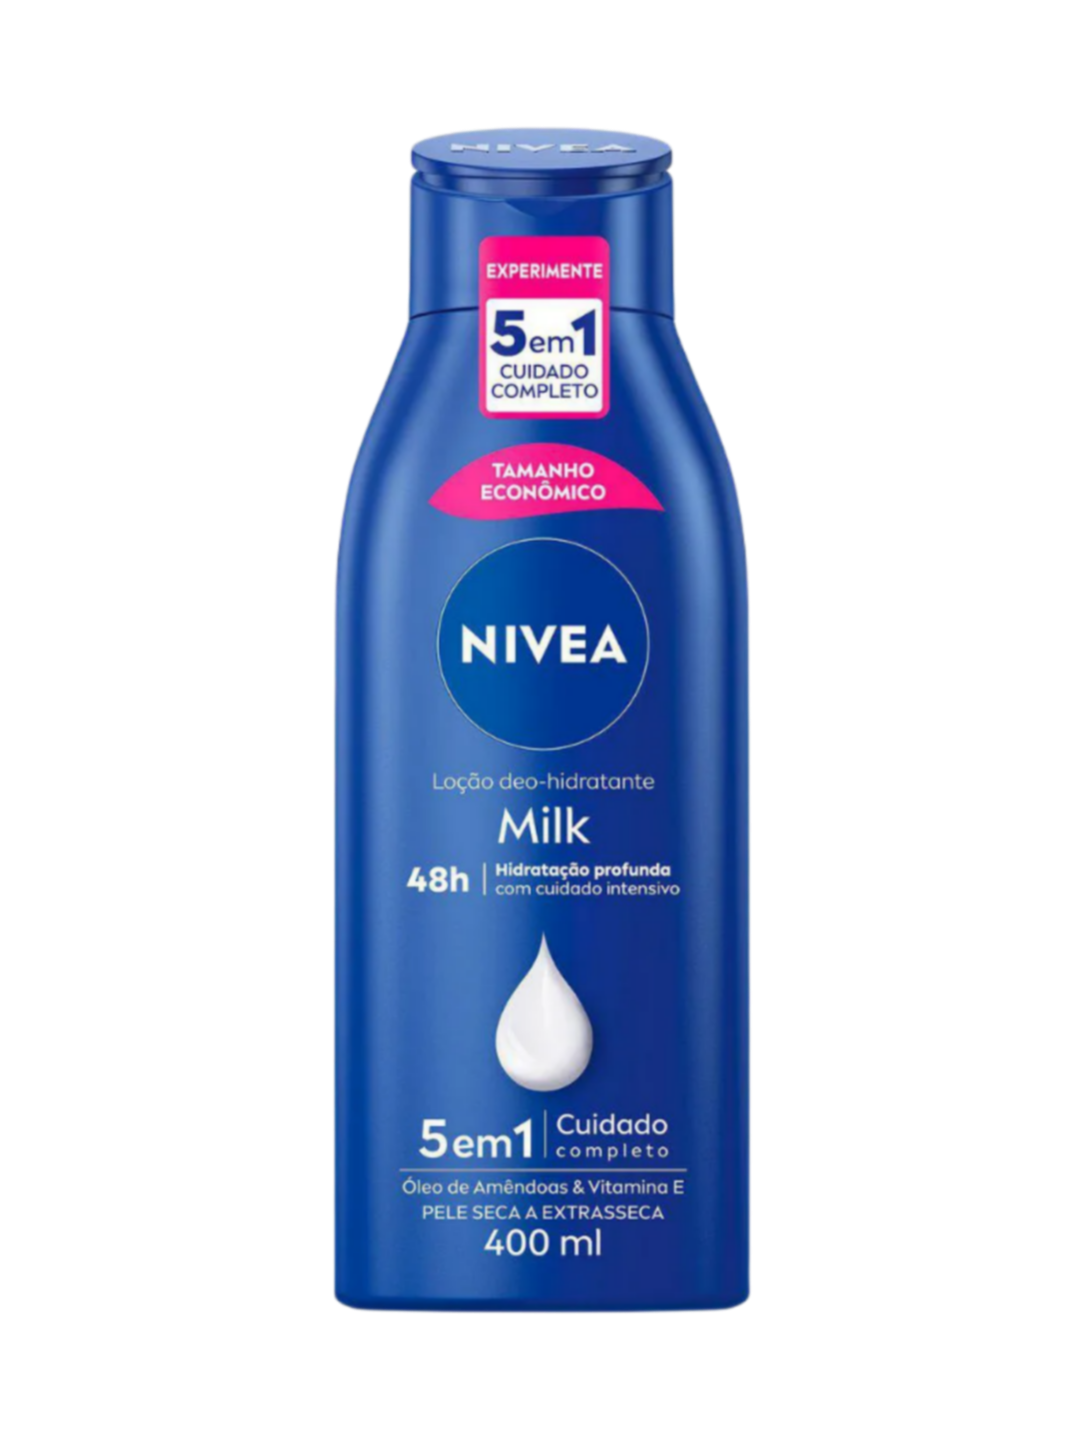 NIVEA
EXPERIMENTE
5em1
CUIDADO
COMPLETO
TAMANHO
ECONÔMICO
NIVEA
Loção deo-hidratante
Milk
48h
Hidratação profunda
com cuidado intensivo
5em1
Cuidado
completo
Óleo de Amêndoas & Vitamina E
PELE SECA A EXTRASSECA
400 ml